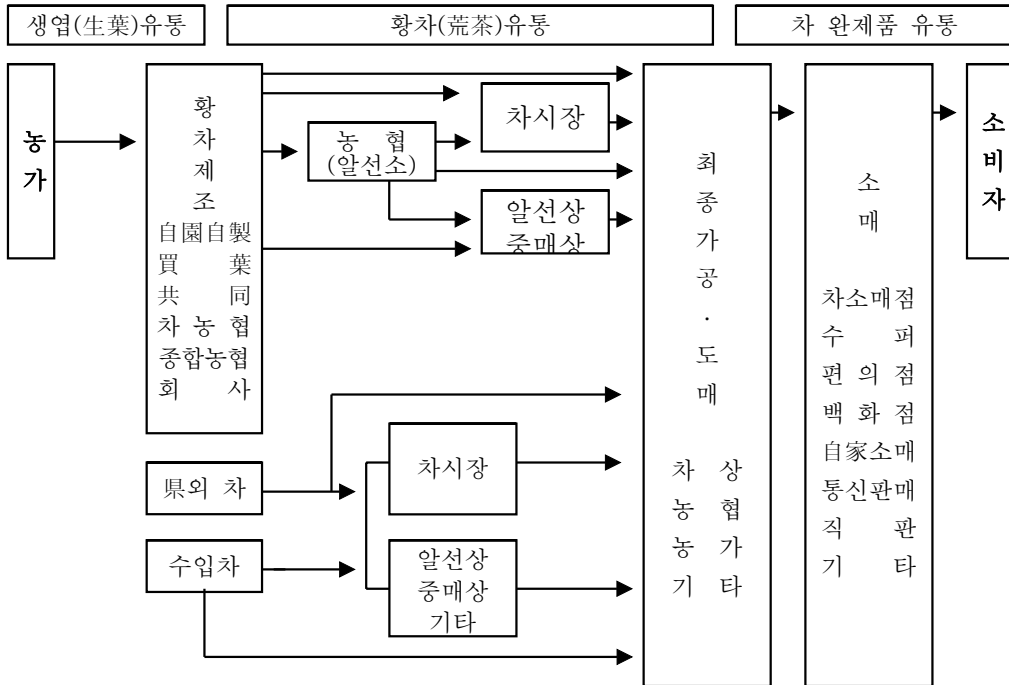 생엽(生葉)유통
황차(荒茶)유통
차 완제품 유통
농
가
황
차
제
조
自園自製
買 葉
共 同
차 농 협
종합농협
회 사
농 협
(알선소)
차시장
알선상
중매상
県외 차
수입차
차시장
알선상
중매상
기타
최
종
가
공
·
도
매
차 상
농 협
농 가
기 타
소
매
차소매점
수 퍼
편 의 점
백 화 점
自家소매
통신판매
직 판
기 타
소
비
자